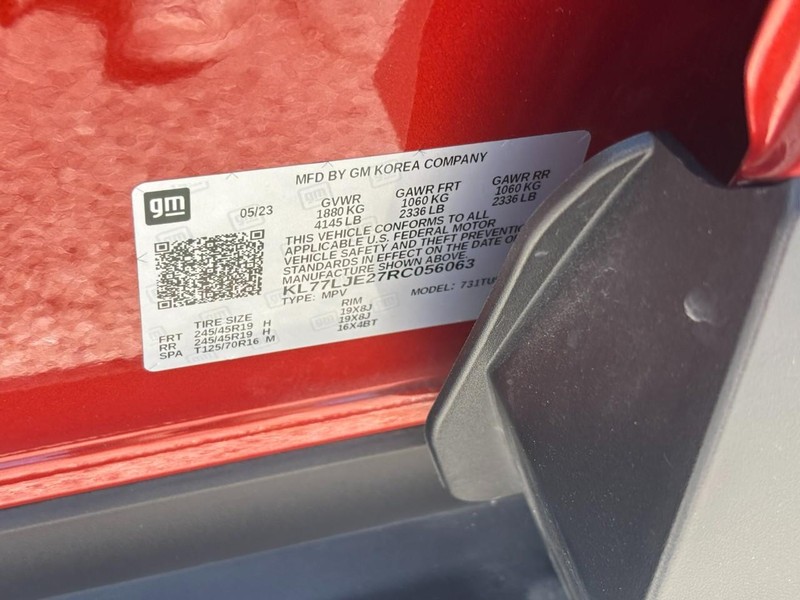 MFD BY GM KOREA COMPANY
gm
05/23
GVWR GAWR FRT GAWR RR
1880 KG 1060 KG 1060 KG
4145 LB 2336 LB 2336 LB
THIS VEHICLE CONFORMS TO ALL
APPLICABLE U.S. FEDERAL MOTOR
VEHICLE SAFETY AND THEFT PREVENTIO
STANDARDS IN EFFECT ON THE DATE OF
MANUFACTURE SHOWN ABOVE.
KL77LJE27RC056063
TYPE: MPV MODEL: 731TU
TIRE SIZE RIM
FRT 245/45R19 H 19X8J
RR 245/45R19 H 19X8J
SPA T125/70R16 M 16X4BT